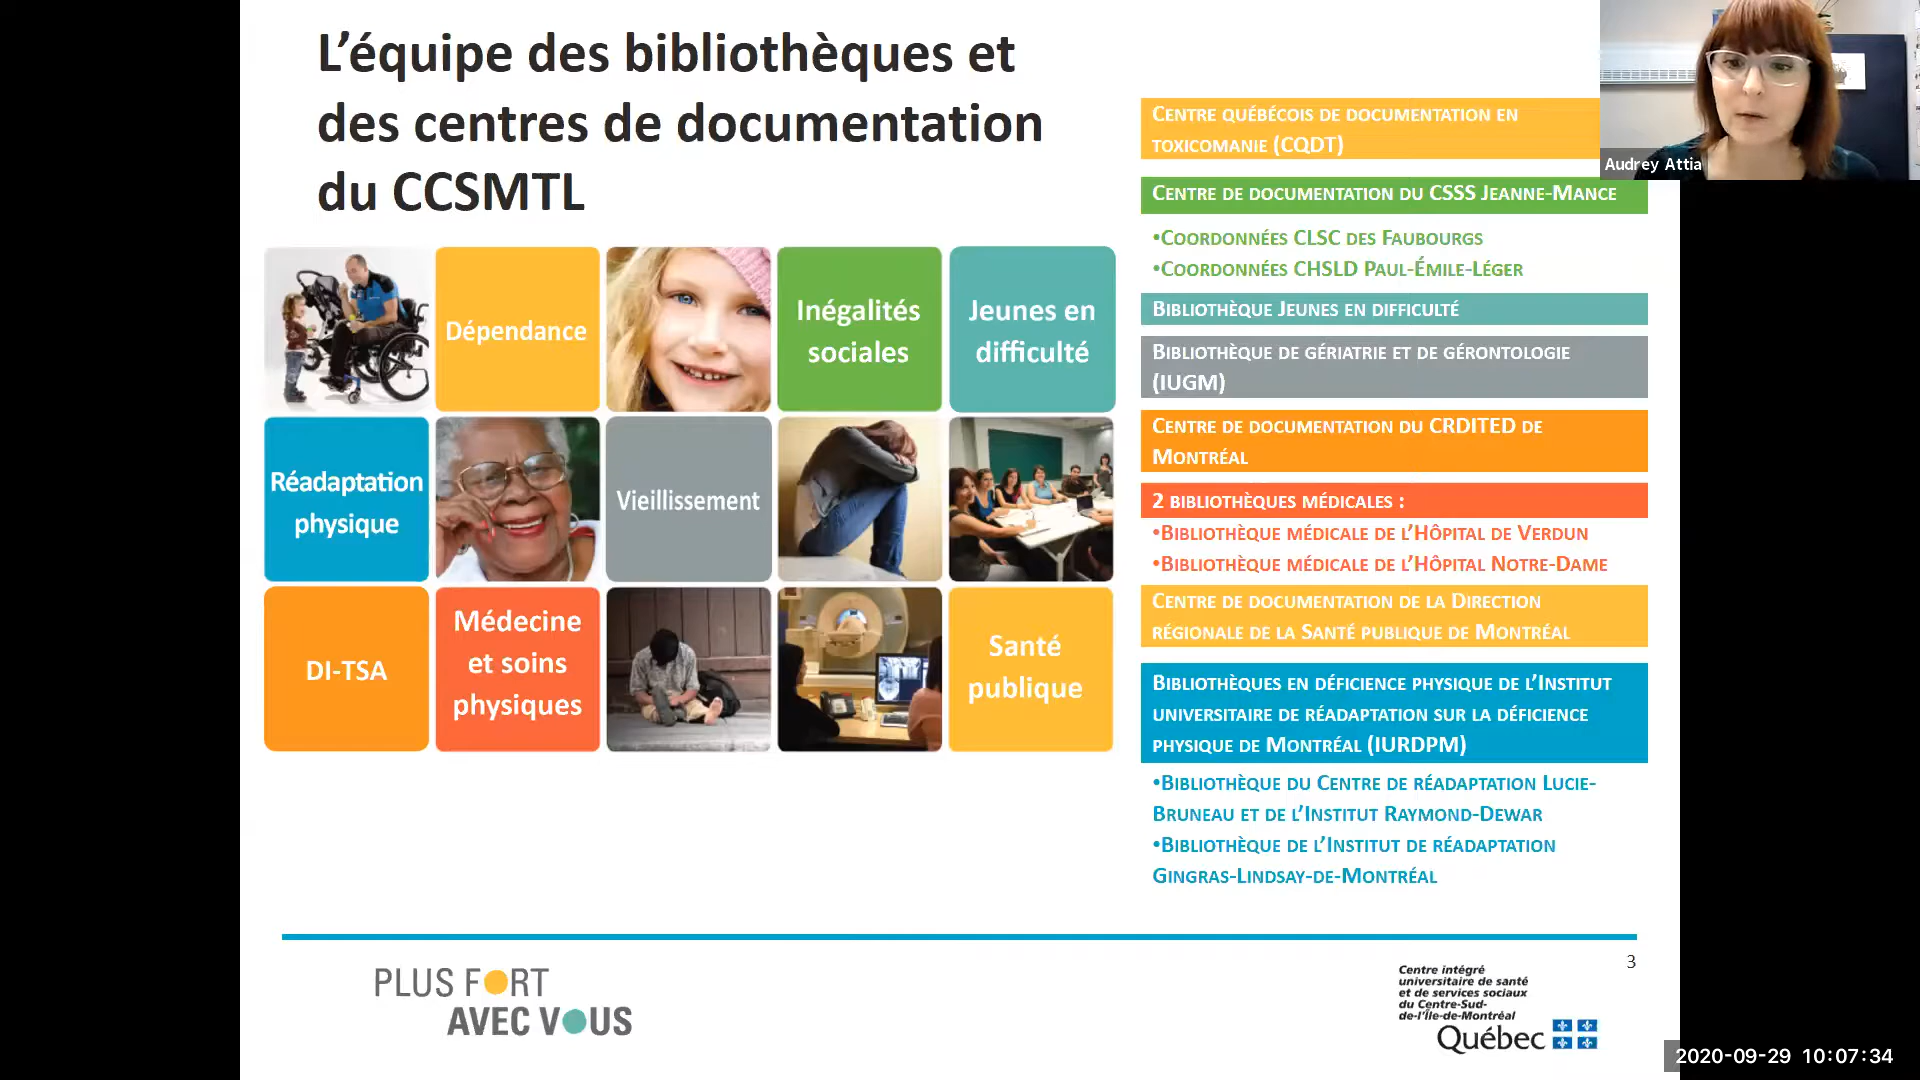 L’équipe des bibliothèques et
des centres de documentation
du CCSMTL
Dépendance
Inégalités
sociales
Jeunes en
difficulté
Réadaptation
physique
Vieillissement
DI-TSA
Médecine
et soins
physiques
Santé
publique
Centre québécois de documentation en
toxicomanie (CQDT)
Centre de documentation du CSSS Jeanne-Mance
•Coordonnées CLSC des Faubourgs
•Coordonnées CHSLD Paul-Émile-Léger
Bibliothèque Jeunes en difficulté
Bibliothèque de gériatrie et de gérontologie
(IUGM)
Centre de documentation du CRDITED de
Montréal
2 bibliothèques médicales :
•Bibliothèque médicale de l’Hôpital de Verdun
•Bibliothèque médicale de l’Hôpital Notre-Dame
Centre de documentation de la Direction
régionale de la Santé publique de Montréal
Bibliothèques en déficience physique de l’Institut
universitaire de réadaptation sur la déficience
physique de Montréal (IURDPM)
•Bibliothèque du Centre de réadaptation Lucie-
Bruneau et de l’Institut Raymond-Dewar
•Bibliothèque de l’Institut de réadaptation
Gingras-Lindsay-de-Montréal
Audrey Attia
3
PLUS FORT
AVEC VOUS
Centre intégré
universitaire de santé
et de services sociaux
du Centre-Sud-
de-l’Île-de-Montréal
Québec
2020-09-29 10:07:34